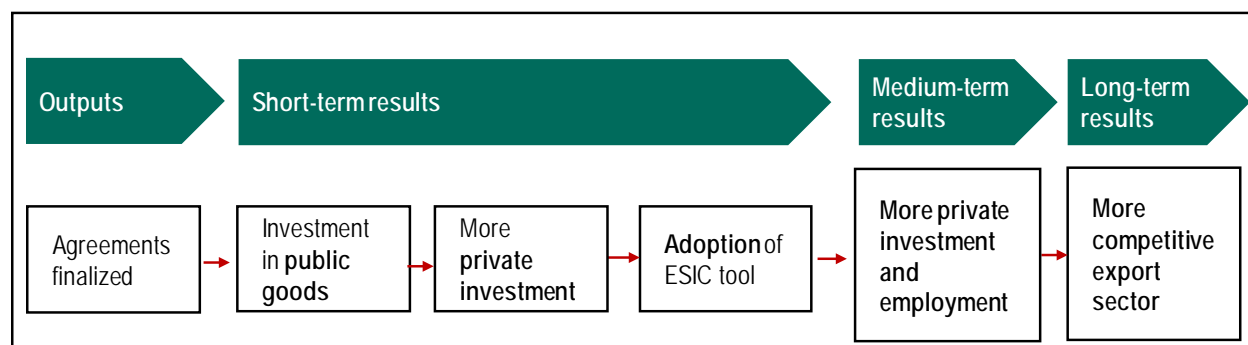 Outputs
Short-term results
Medium-term
results
Long-term
results
Agreements
finalized
Investment
in public
goods
More
private
investment
Adoption of
ESIC tool
More private
investment
and
employment
More
competitive
export
sector